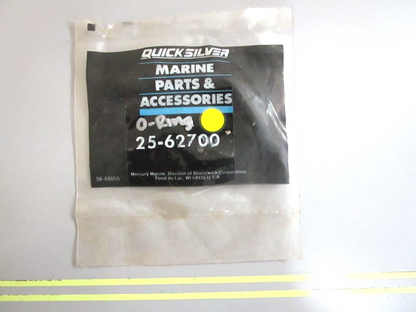 QUICKSILVER
MARINE
PARTS &
ACCESSORIES
O-Ring
25-62700
Mercury Marine, Division of Brunswick Corporation
Fond du Lac, WI 54935 U.S.A.